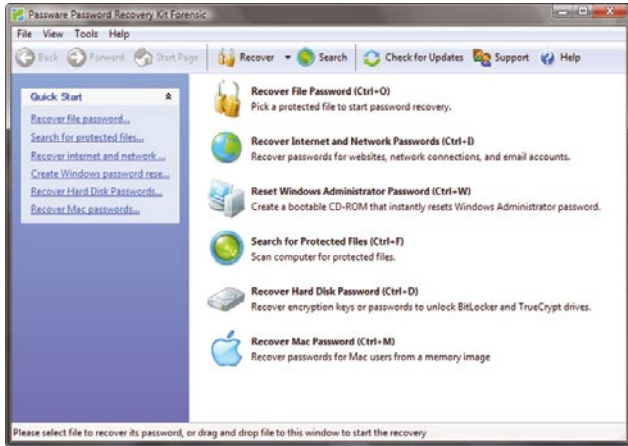 Passware Password Recovery Kit Forensic
File View Tools Help
Back Forward Start Page Recover Search Check for Updates Support Help
Quick Start
Recover file password...
Search for protected files...
Recover internet and network ...
Create Windows password rese...
Recover Hard Disk Passwords...
Recover Mac passwords...
Recover File Password (Ctrl+O)
Pick a protected file to start password recovery.
Recover Internet and Network Passwords (Ctrl+I)
Recover passwords for websites, network connections, and email accounts.
Reset Windows Administrator Password (Ctrl+W)
Create a bootable CD-ROM that instantly resets Windows Administrator password.
Search for Protected Files (Ctrl+F)
Scan computer for protected files.
Recover Hard Disk Password (Ctrl+D)
Recover encryption keys or passwords to unlock BitLocker and TrueCrypt drives.
Recover Mac Password (Ctrl+M)
Recover passwords for Mac users from a memory image
Please select file to recover its password, or drag and drop file to this window to start the recovery